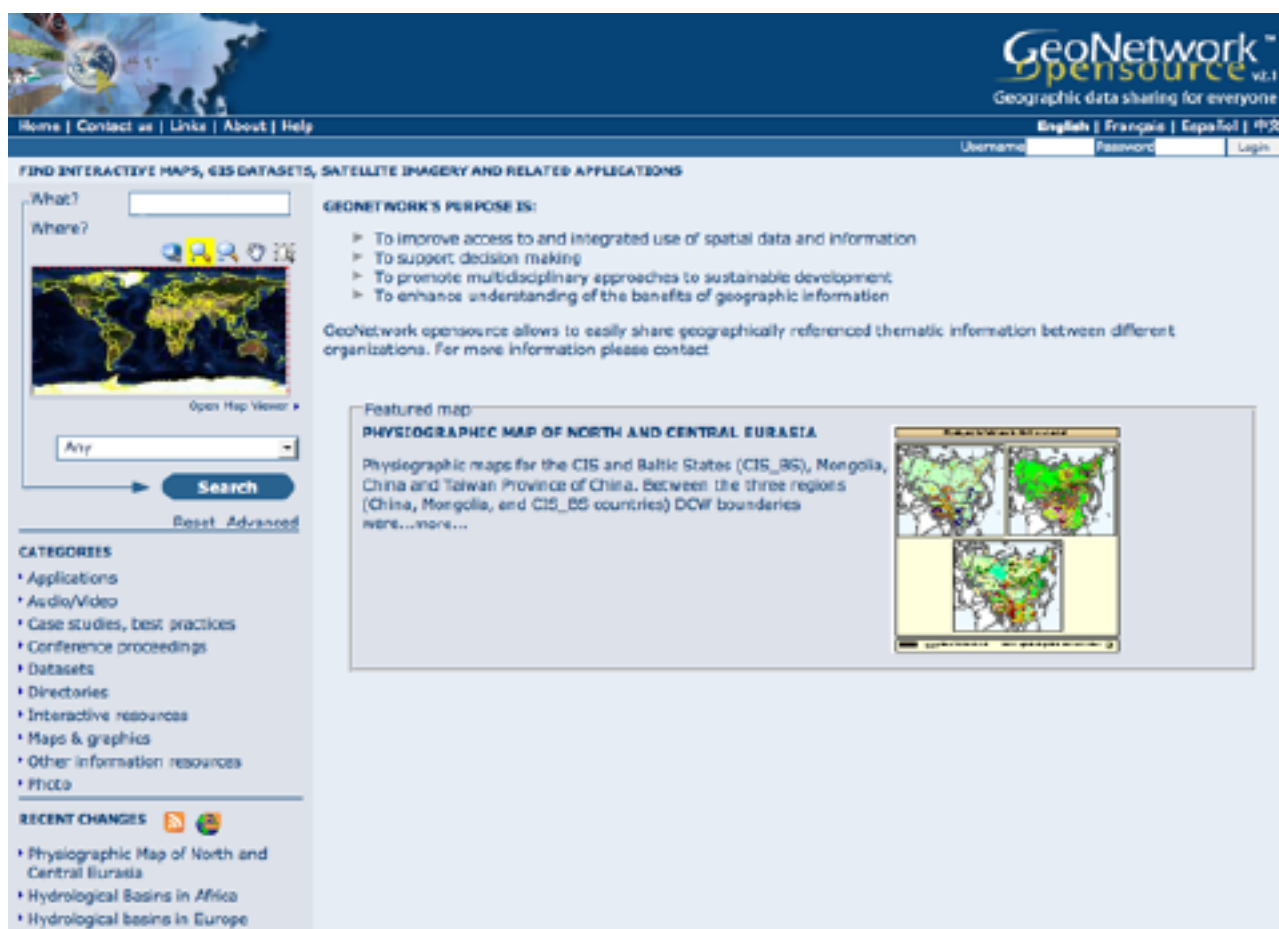 GeoNetwork™
Opensource v2.1
Geographic data sharing for everyone
Home | Contact us | Links | About | Help
English | Français | Español | 中文
Username Password Login
FIND INTERACTIVE MAPS, GIS DATASETS, SATELLITE IMAGERY AND RELATED APPLICATIONS
What?
Where?
Open Map Viewer
Any
Search
Reset Advanced
CATEGORIES
Applications
Audio/Video
Case studies, best practices
Conference proceedings
Datasets
Directories
Interactive resources
Maps & graphics
Other information resources
Photo
RECENT CHANGES
Physiographic Map of North and
Central Eurasia
Hydrological Basins in Africa
Hydrological basins in Europe
GEONETWORK'S PURPOSE IS:
To improve access to and integrated use of spatial data and information
To support decision making
To promote multidisciplinary approaches to sustainable development
To enhance understanding of the benefits of geographic information
GeoNetwork opensource allows to easily share geographically referenced thematic information between different
organizations. For more information please contact
Featured map
PHYSIOGRAPHIC MAP OF NORTH AND CENTRAL EURASIA
Physiographic maps for the CIS and Baltic States (CIS_BS), Mongolia,
China and Taiwan Province of China. Between the three regions
(China, Mongolia, and CIS_BS countries) DCW boundaries
were...more...